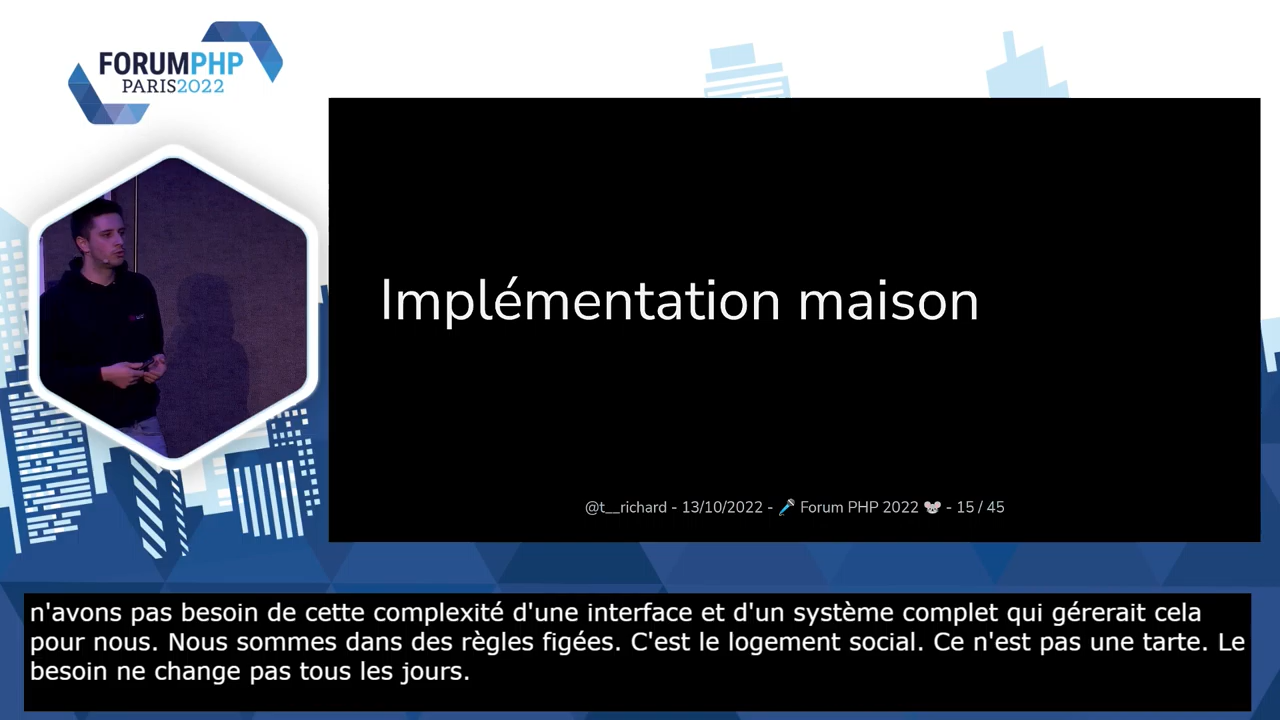 FORUMPHP
PARIS2022
Implémentation maison
@t__richard - 13/10/2022 - 🎤 Forum PHP 2022 🐭 - 15 / 45
n'avons pas besoin de cette complexité d'une interface et d'un système complet qui gérerait cela
pour nous. Nous sommes dans des règles figées. C'est le logement social. Ce n'est pas une tarte. Le
besoin ne change pas tous les jours.